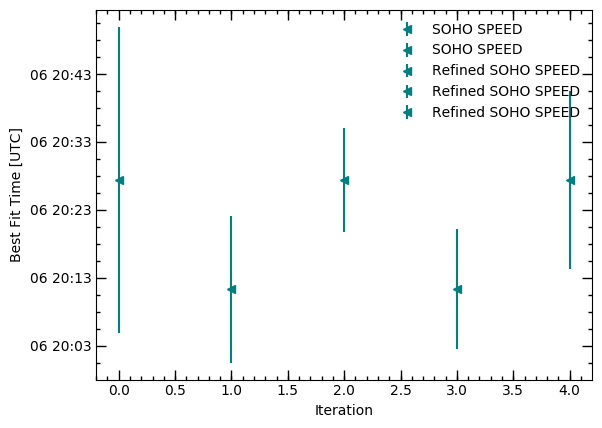 SOHO SPEED
SOHO SPEED
Refined SOHO SPEED
Refined SOHO SPEED
Refined SOHO SPEED
Best Fit Time [UTC]
06 20:43
06 20:33
06 20:23
06 20:13
06 20:03
0.0 0.5 1.0 1.5 2.0 2.5 3.0 3.5 4.0
Iteration